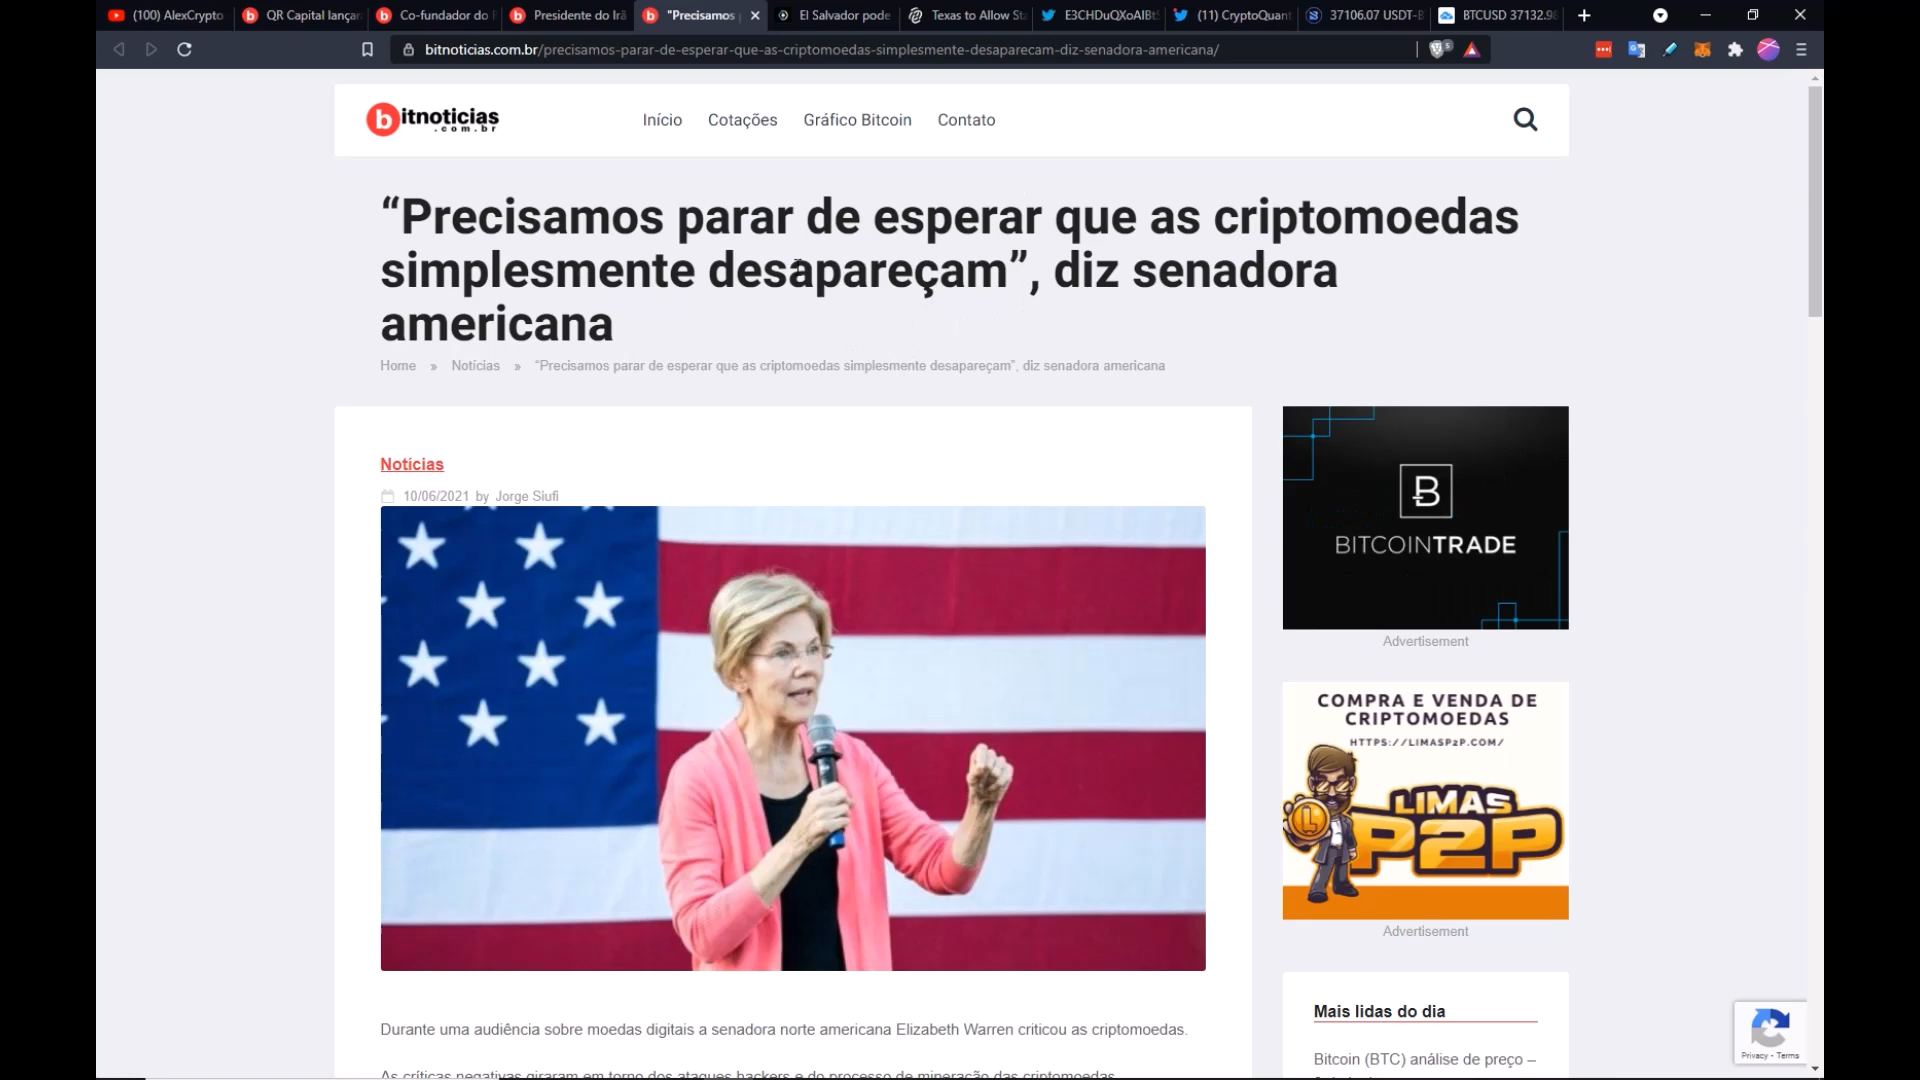 (100) AlexCrypto
QR Capital lançar
Co-fundador do
Presidente do Irã
"Precisamos
El Salvador pode
Texas to Allow St
E3CHDuQXoAIBt
(11) CryptoQuant
37106.07 USDT-B
BTCUSD 37132.98
bitnoticias.com.br/precisamos-parar-de-esperar-que-as-criptomoedas-simplesmente-desaparecam-diz-senadora-americana/
bitnoticias
.com.br
Início
Cotações
Gráfico Bitcoin
Contato
“Precisamos parar de esperar que as criptomoedas
simplesmente desapareçam”, diz senadora
americana
Home » Notícias » “Precisamos parar de esperar que as criptomoedas simplesmente desapareçam”, diz senadora americana
Notícias
10/06/2021 by Jorge Siufi
Durante uma audiência sobre moedas digitais a senadora norte americana Elizabeth Warren criticou as criptomoedas.
As críticas negativas giraram em torno dos ataques hackers e do processo de mineração das criptomoedas.
B
BITCOINTRADE
Advertisement
COMPRA E VENDA DE
CRIPTOMOEDAS
HTTPS://LIMASP2P.COM/
LIMAS
P2P
Advertisement
Mais lidas do dia
Bitcoin (BTC) análise de preço –
Privacy - Terms